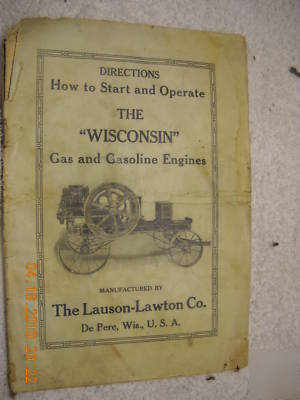 DIRECTIONS
How to Start and Operate
THE
"WISCONSIN"
Gas and Gasoline Engines
MANUFACTURED BY
The Lauson-Lawton Co.
De Pere, Wis., U. S. A.